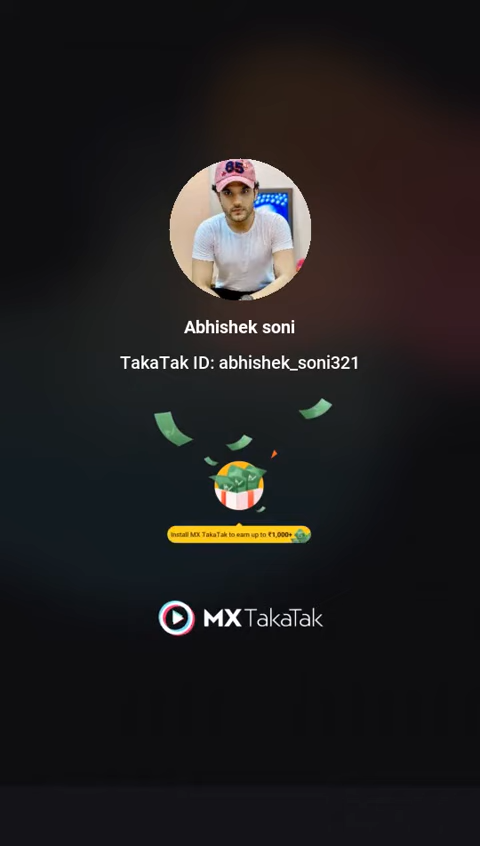 65
Abhishek soni
TakaTak ID: abhishek_soni321
Install MX TakaTak to earn up to ₹1,000+
MX TakaTak